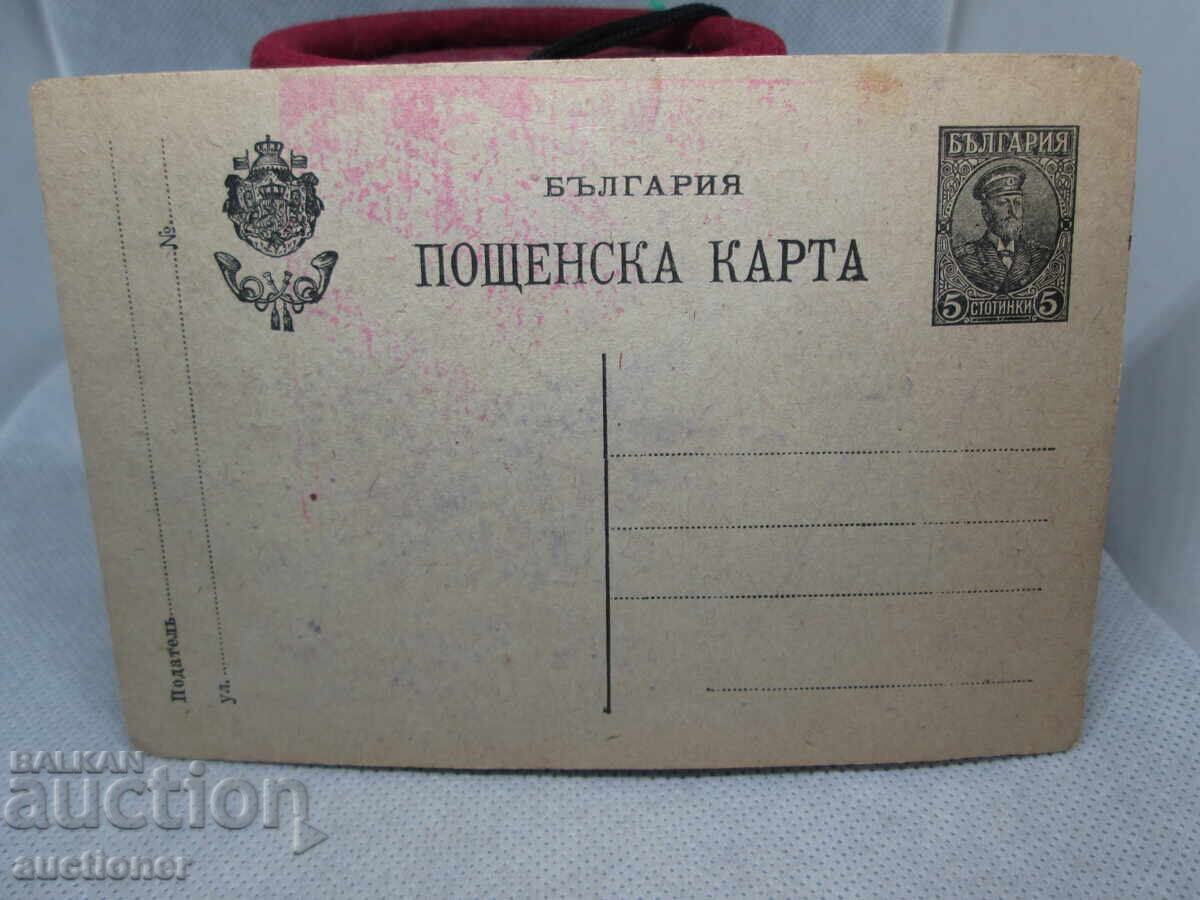 БЪЛГАРИЯ
БЪЛГАРИЯ
ПОЩЕНСКА КАРТА
5 СТОТИНКИ 5
№
Податель
ул.
BALKAN
auction
auctioner